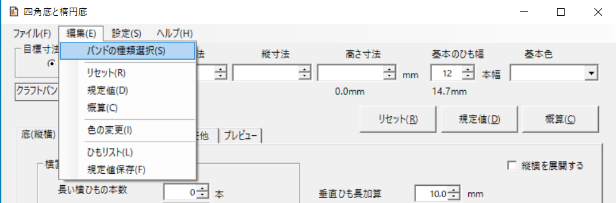 四角底と楕円底
ファイル(F) 編集(E) 設定(S) ヘルプ(H)
目標寸法 縦寸法 高さ寸法 基本のひも幅 基本色
バンドの種類選択(S)
リセット(R)
規定値(D)
概算(C)
色の変更(I)
ひもリスト(L)
規定値保存(F)
mm 12 本幅
クラフトバン 0.0mm 14.7mm
リセット(R) 規定値(D) 概算(C)
底(縦横) プレビュー
縦横を展開する
長い横ひもの本数 0 本 垂直ひも長加算 10.0 mm